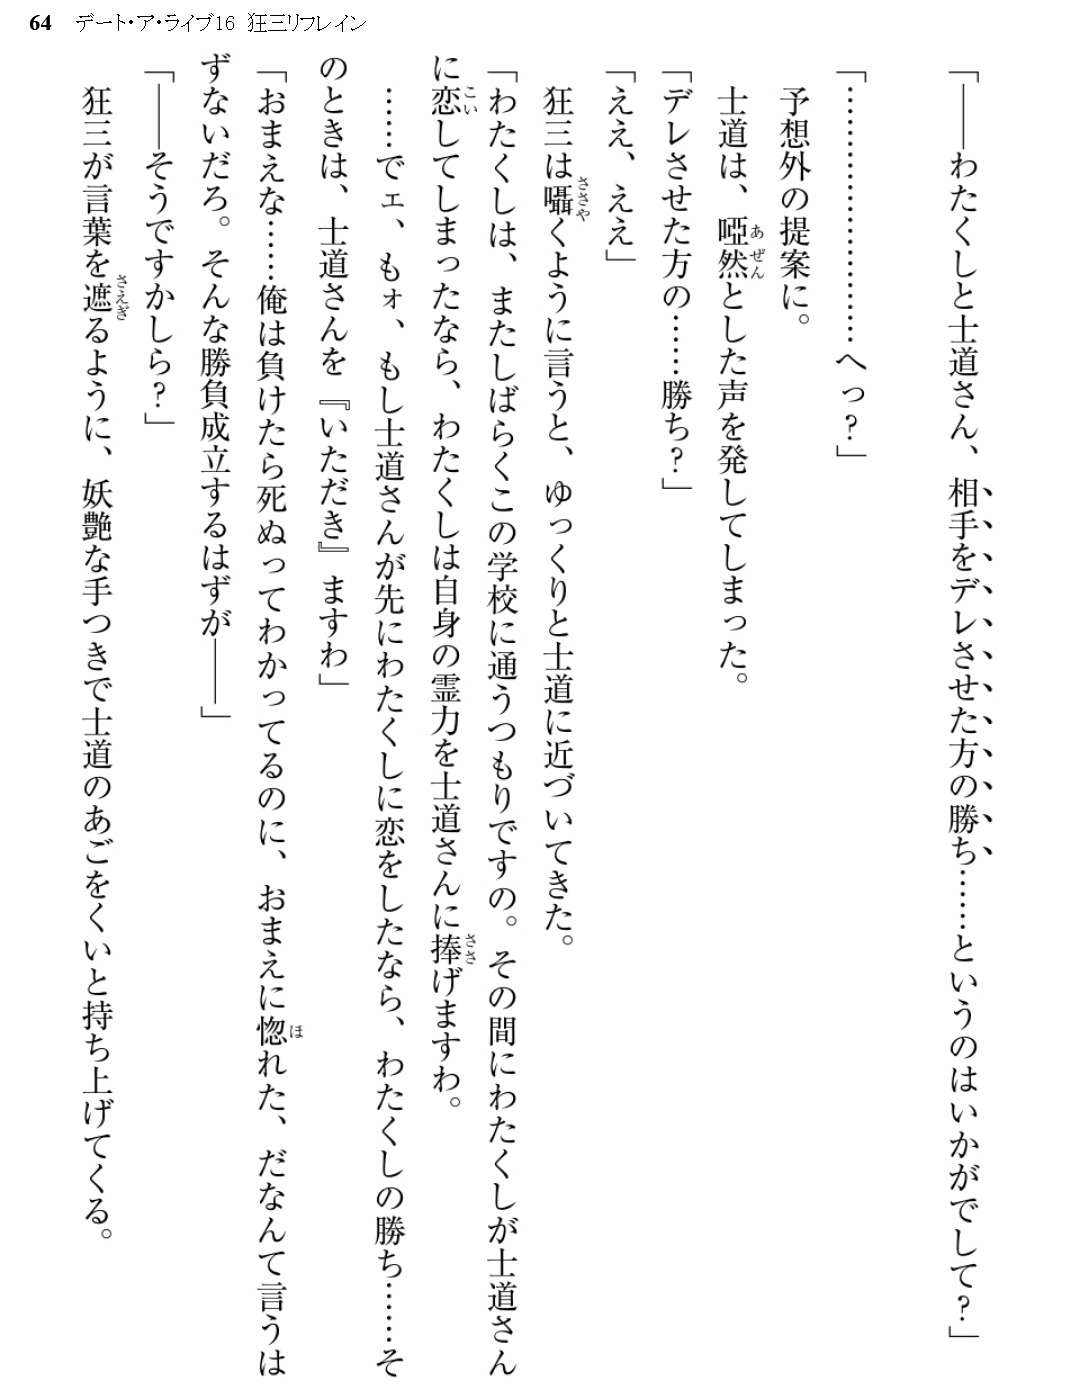 64 デート・ア・ライブ16 狂三リフレイン
「――わたくしと士道さん、相手をデレさせた方の勝ち……というのはいかがでして？」
「…………………………へっ？」
予想外の提案に。
士道は、啞然とした声を発してしまった。
「デレさせた方の……勝ち？」
「ええ、ええ」
狂三は囁くように言うと、ゆっくりと士道に近づいてきた。
「わたくしは、またしばらくこの学校に通うつもりですの。その間にわたくしが士道さん
に恋してしまったなら、わたくしは自身の霊力を士道さんに捧げますわ。
……でェ、もォ、もし士道さんが先にわたくしに恋をしたなら、わたくしの勝ち……そ
のときは、士道さんを『いただき』ますわ」
「おまえな……俺は負けたら死ぬってわかってるのに、おまえに惚れた、だなんて言うは
ずないだろ。そんな勝負成立するはずが――」
「――そうですかしら？」
狂三が言葉を遮るように、妖艶な手つきで士道のあごをくいと持ち上げてくる。